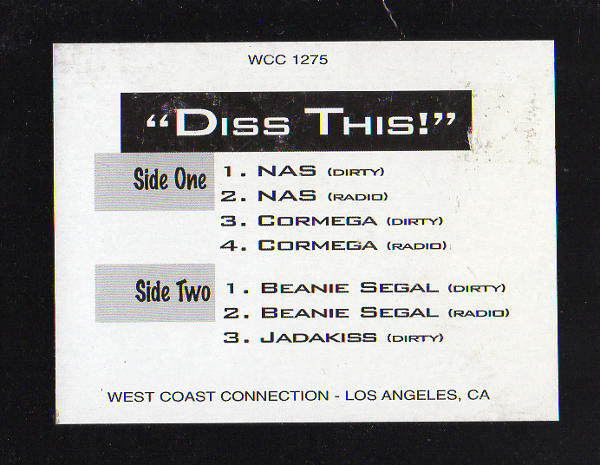 WCC 1275
“DISS THIS!”
Side One
1. NAS (DIRTY)
2. NAS (RADIO)
3. CORMEGA (DIRTY)
4. CORMEGA (RADIO)
Side Two
1. BEANIE SEGAL (DIRTY)
2. BEANIE SEGAL (RADIO)
3. JADAKISS (DIRTY)
WEST COAST CONNECTION - LOS ANGELES, CA